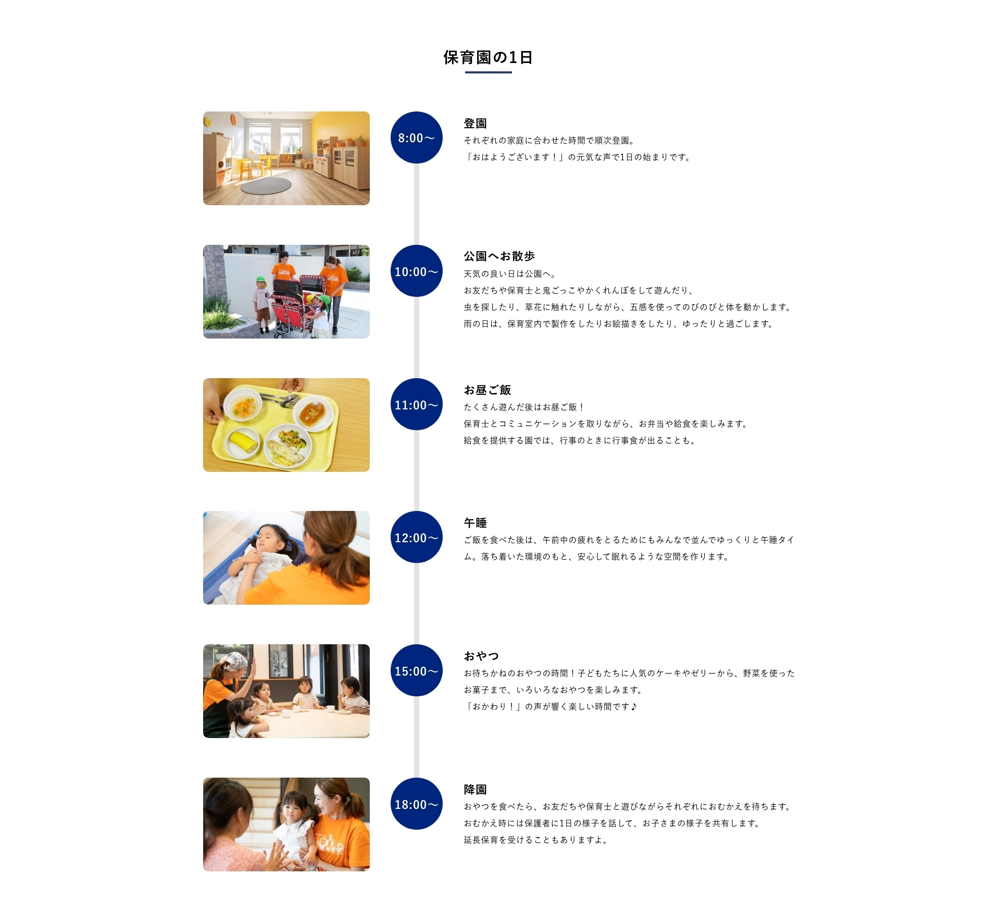 保育園の1日
8:00〜
登園
それぞれの家庭に合わせた時間で順次登園。
「おはようございます！」の元気な声で1日の始まりです。
10:00〜
公園へお散歩
天気の良い日は公園へ。
お友だちや保育士と鬼ごっこやかくれんぼをして遊んだり、
虫を探したり、草花に触れたりしながら、五感を使ってのびのびと体を動かします。
雨の日は、保育室内で製作をしたりお絵描きをしたり、ゆったりと過ごします。
11:00〜
お昼ご飯
たくさん遊んだ後はお昼ご飯！
保育士とコミュニケーションを取りながら、お弁当や給食を楽しみます。
給食を提供する園では、行事のときに行事食が出ることも。
12:00〜
午睡
ご飯を食べた後は、午前中の疲れをとるためにもみんなで並んでゆっくりと午睡タイ
ム。落ち着いた環境のもと、安心して眠れるような空間を作ります。
15:00〜
おやつ
お待ちかねのおやつの時間！子どもたちに人気のケーキやゼリーから、野菜を使った
お菓子まで、いろいろなおやつを楽しみます。
「おかわり！」の声が響く楽しい時間です♪
18:00〜
降園
おやつを食べたら、お友だちや保育士と遊びながらそれぞれにおむかえを待ちます。
おむかえ時には保護者に1日の様子を話して、お子さまの様子を共有します。
延長保育を受けることもありますよ。